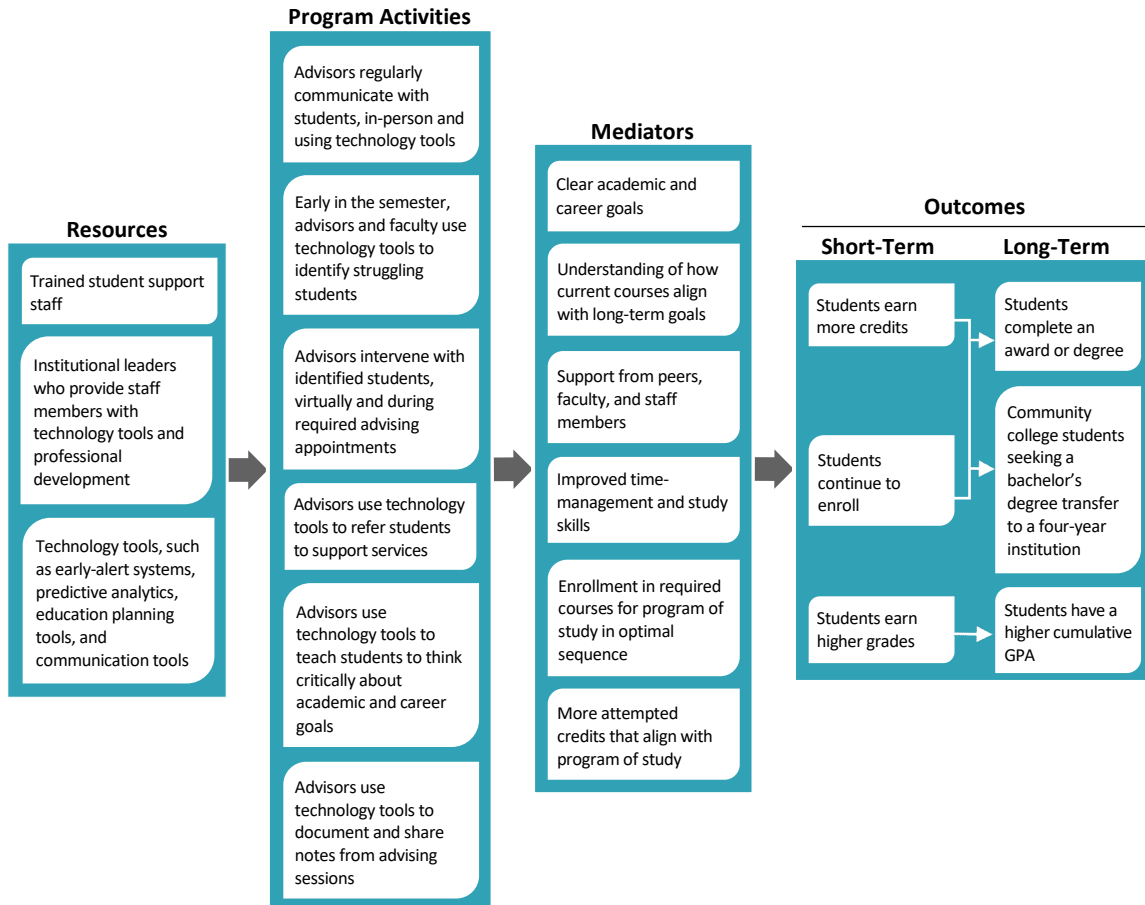 Resources
Trained student support
staff
Institutional leaders
who provide staff
members with
technology tools and
professional
development
Technology tools, such
as early-alert systems,
predictive analytics,
education planning
tools, and
communication tools
Program Activities
Advisors regularly
communicate with
students, in-person and
using technology tools
Early in the semester,
advisors and faculty use
technology tools to
identify struggling
students
Advisors intervene with
identified students,
virtually and during
required advising
appointments
Advisors use technology
tools to refer students
to support services
Advisors use
technology tools to
teach students to think
critically about
academic and career
goals
Advisors use
technology tools to
document and share
notes from advising
sessions
Mediators
Clear academic and
career goals
Understanding of how
current courses align
with long-term goals
Support from peers,
faculty, and staff
members
Improved time-
management and study
skills
Enrollment in required
courses for program of
study in optimal
sequence
More attempted
credits that align with
program of study
Outcomes
Short-Term
Students earn
more credits
Students
continue to
enroll
Students earn
higher grades
Long-Term
Students
complete an
award or degree
Community
college students
seeking a
bachelor's
degree transfer
to a four-year
institution
Students have a
higher cumulative
GPA